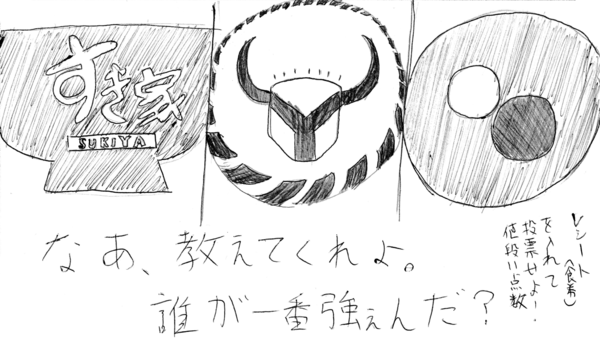 すき家
SUKIYA
なあ、教えてくれよ。
誰が一番強ぇんだ?
レシート(食券)
を入れて
投票せよ!
値段=点数